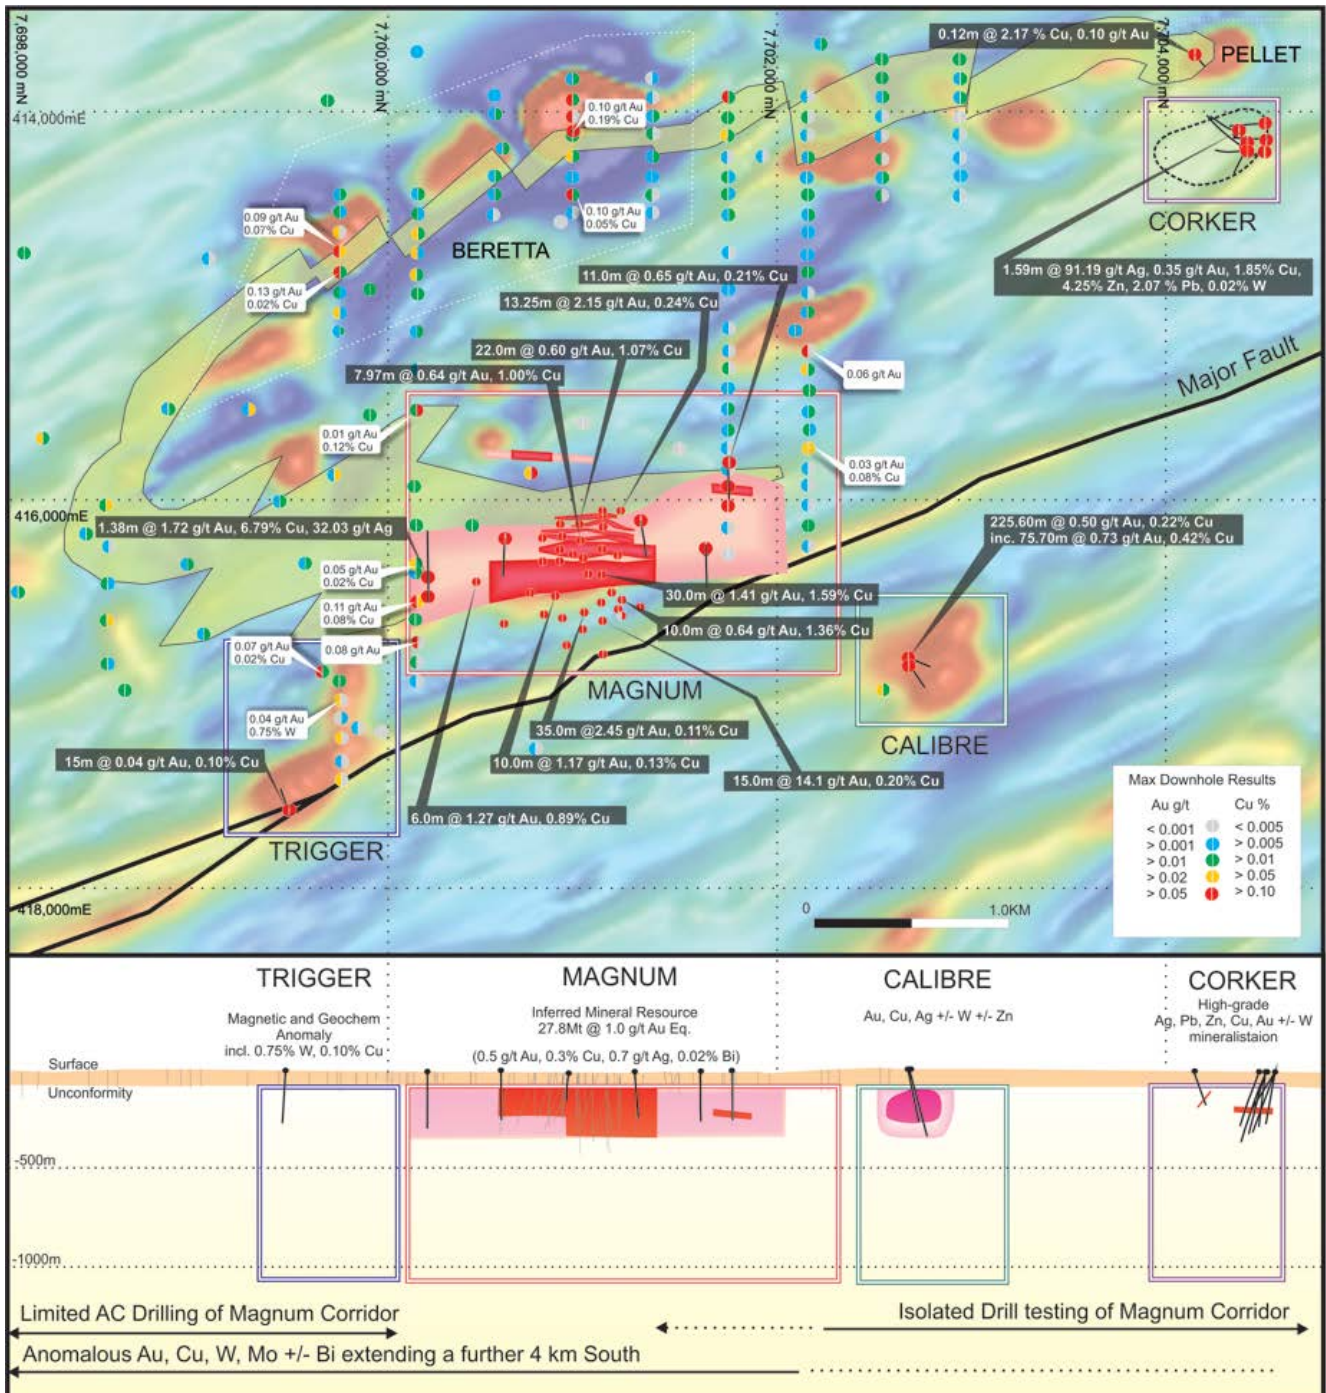 7,698,000 mN
7,700,000 mN
7,702,000 mN
7,704,000 mN
0.12m @ 2.17 % Cu, 0.10 g/t Au
PELLET
414,000mE
0.10 g/t Au
0.19% Cu
CORKER
0.09 g/t Au
0.07% Cu
0.10 g/t Au
0.05% Cu
BERETTA
1.59m @ 91.19 g/t Ag, 0.35 g/t Au, 1.85% Cu,
4.25% Zn, 2.07 % Pb, 0.02% W
11.0m @ 0.65 g/t Au, 0.21% Cu
0.13 g/t Au
0.02% Cu
13.25m @ 2.15 g/t Au, 0.24% Cu
22.0m @ 0.60 g/t Au, 1.07% Cu
7.97m @ 0.64 g/t Au, 1.00% Cu
0.06 g/t Au
Major Fault
0.01 g/t Au
0.12% Cu
0.03 g/t Au
0.08% Cu
416,000mE
1.38m @ 1.72 g/t Au, 6.79% Cu, 32.03 g/t Ag
225.60m @ 0.50 g/t Au, 0.22% Cu
inc. 75.70m @ 0.73 g/t Au, 0.42% Cu
0.05 g/t Au
0.02% Cu
30.0m @ 1.41 g/t Au, 1.59% Cu
0.11 g/t Au
0.08% Cu
10.0m @ 0.64 g/t Au, 1.36% Cu
0.07 g/t Au
0.02% Cu
0.08 g/t Au
MAGNUM
0.04 g/t Au
0.75% W
35.0m @2.45 g/t Au, 0.11% Cu
CALIBRE
15m @ 0.04 g/t Au, 0.10% Cu
10.0m @ 1.17 g/t Au, 0.13% Cu
15.0m @ 14.1 g/t Au, 0.20% Cu
6.0m @ 1.27 g/t Au, 0.89% Cu
TRIGGER
Max Downhole Results
Au g/t Cu %
< 0.001 < 0.005
> 0.001 > 0.005
> 0.01 > 0.01
> 0.02 > 0.05
> 0.05 > 0.10
418,000mE
0 1.0KM
TRIGGER
Magnetic and Geochem
Anomaly
incl. 0.75% W, 0.10% Cu
MAGNUM
Inferred Mineral Resource
27.8Mt @ 1.0 g/t Au Eq.
(0.5 g/t Au, 0.3% Cu, 0.7 g/t Ag, 0.02% Bi)
CALIBRE
Au, Cu, Ag +/- W +/- Zn
CORKER
High-grade
Ag, Pb, Zn, Cu, Au +/- W
mineralistaion
Surface
Unconformity
-500m
-1000m
Limited AC Drilling of Magnum Corridor
Isolated Drill testing of Magnum Corridor
Anomalous Au, Cu, W, Mo +/- Bi extending a further 4 km South